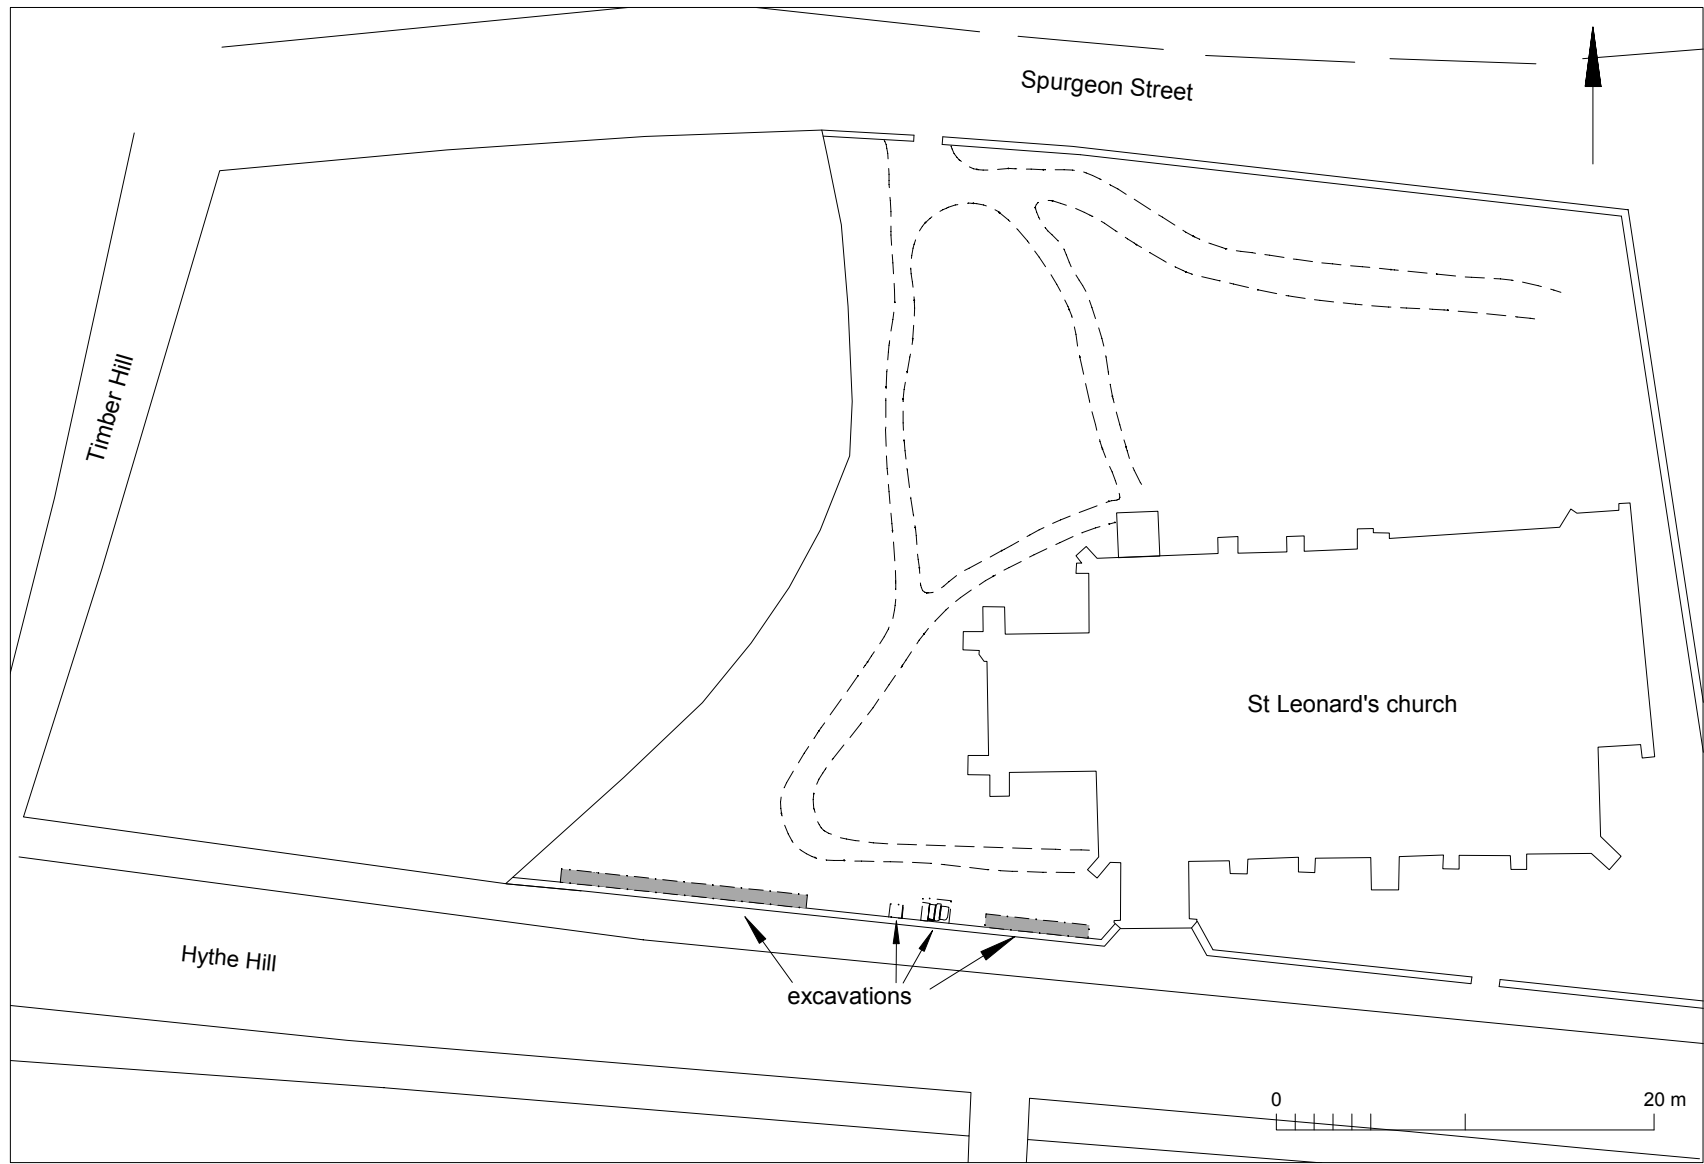 Spurgeon Street
Timber Hill
St Leonard's church
Hythe Hill
excavations
0 20 m